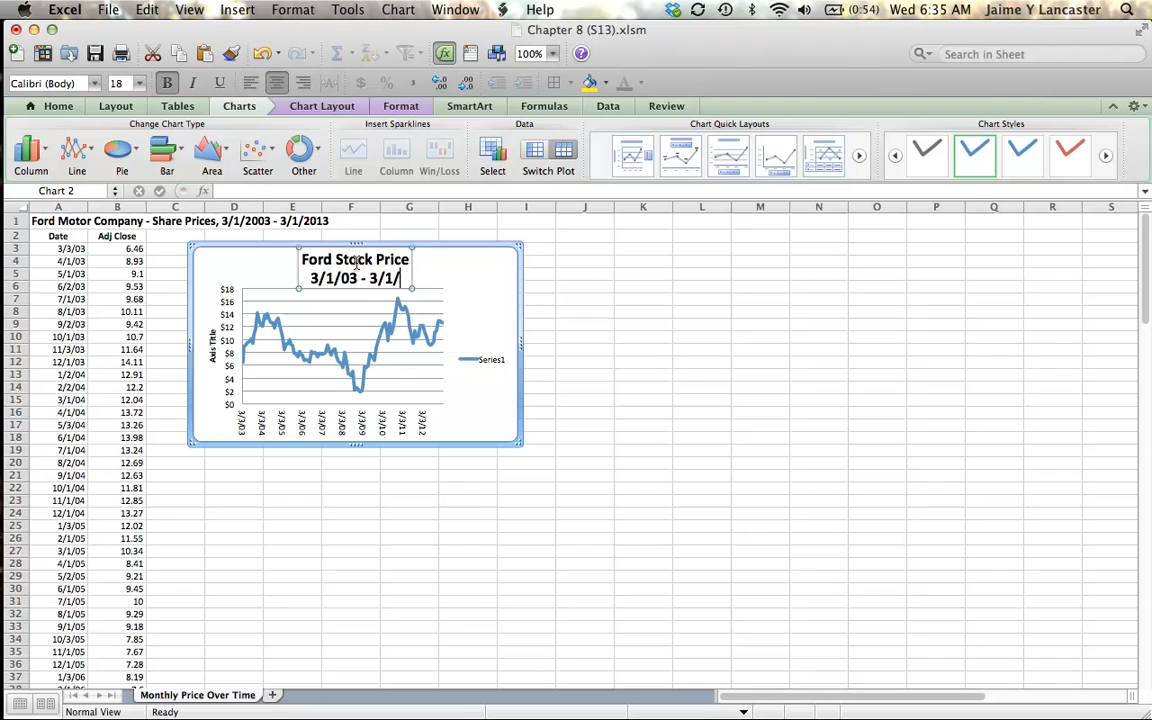 Excel File Edit View Insert Format Tools Chart Window Help (0:54) Wed 6:35 AM Jaime Y Lancaster
Chapter 8 (S13).xlsm
100% Search in Sheet
Calibri (Body) 18 B I U
Home Layout Tables Charts Chart Layout Format SmartArt Formulas Data Review
Change Chart Type Insert Sparklines Data Chart Quick Layouts Chart Styles
Column Line Pie Bar Area Scatter Other Line Column Win/Loss Select Switch Plot
Chart 2 fx
A B C D E F G H I J K L M N O P Q R S
1 Ford Motor Company - Share Prices, 3/1/2003 - 3/1/2013
2 Date Adj Close
3 3/3/03 6.46
4 4/1/03 8.93
5 5/1/03 9.1
6 6/2/03 9.53
7 7/1/03 9.68
8 8/1/03 10.11
9 9/2/03 9.42
10 10/1/03 10.7
11 11/3/03 11.64
12 12/1/03 14.11
13 1/2/04 12.91
14 2/2/04 12.2
15 3/1/04 12.04
16 4/1/04 13.72
17 5/3/04 13.26
18 6/1/04 13.98
19 7/1/04 13.24
20 8/2/04 12.69
21 9/1/04 12.63
22 10/1/04 11.81
23 11/1/04 12.85
24 12/1/04 13.27
25 1/3/05 12.02
26 2/1/05 11.55
27 3/1/05 10.34
28 4/1/05 8.41
29 5/2/05 9.21
30 6/1/05 9.45
31 7/1/05 10
32 8/1/05 9.29
33 9/1/05 9.18
34 10/3/05 7.85
35 11/1/05 7.67
36 12/1/05 7.28
37 1/3/06 8.19
Ford Stock Price
3/1/03 - 3/1/
$18
$16
$14
$12
$10
$8
$6
$4
$2
$0
Axis Title
3/3/03 3/3/04 3/3/05 3/3/06 3/3/07 3/3/08 3/3/09 3/3/10 3/3/11 3/3/12
Series1
Monthly Price Over Time
Normal View Ready